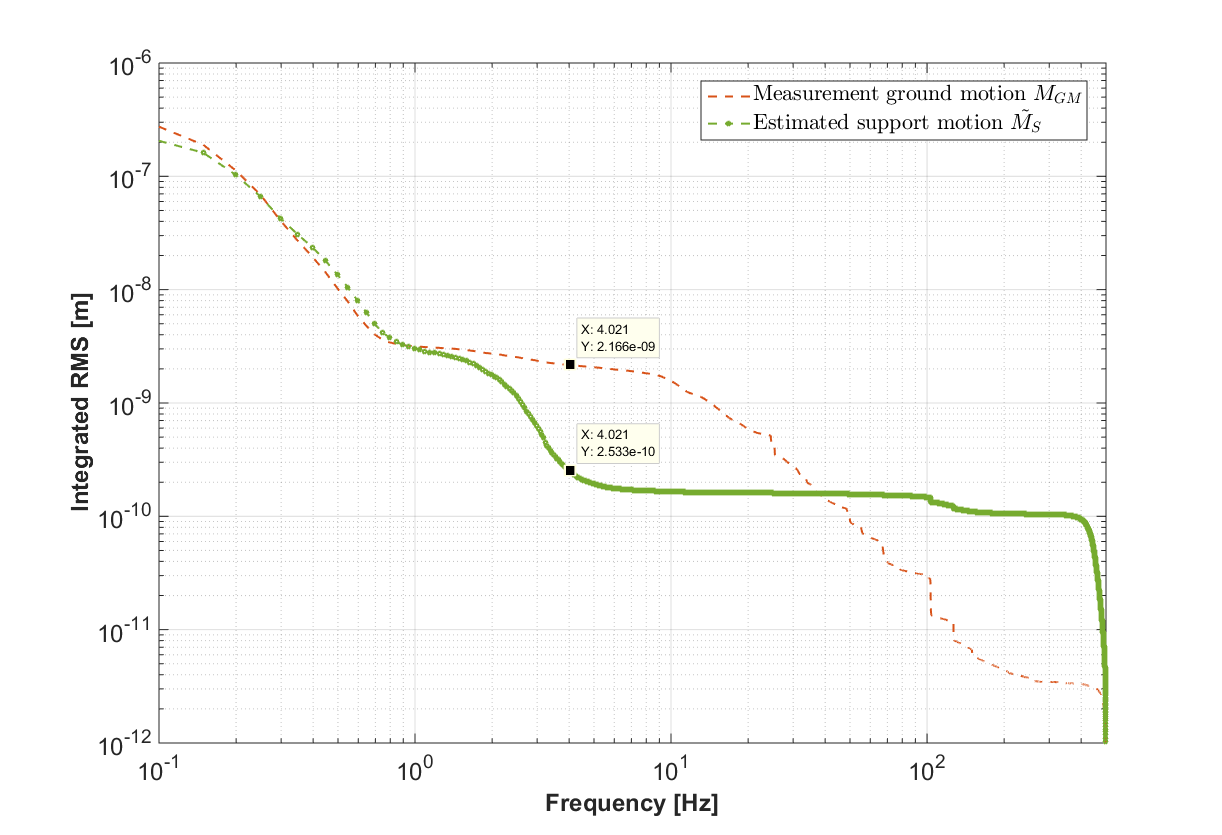 Measurement ground motion M_GM
Estimated support motion M̃_S
10^-6
10^-7
10^-8
10^-9
10^-10
10^-11
10^-12
Integrated RMS [m]
X: 4.021
Y: 2.166e-09
X: 4.021
Y: 2.533e-10
10^-1
10^0
10^1
10^2
Frequency [Hz]